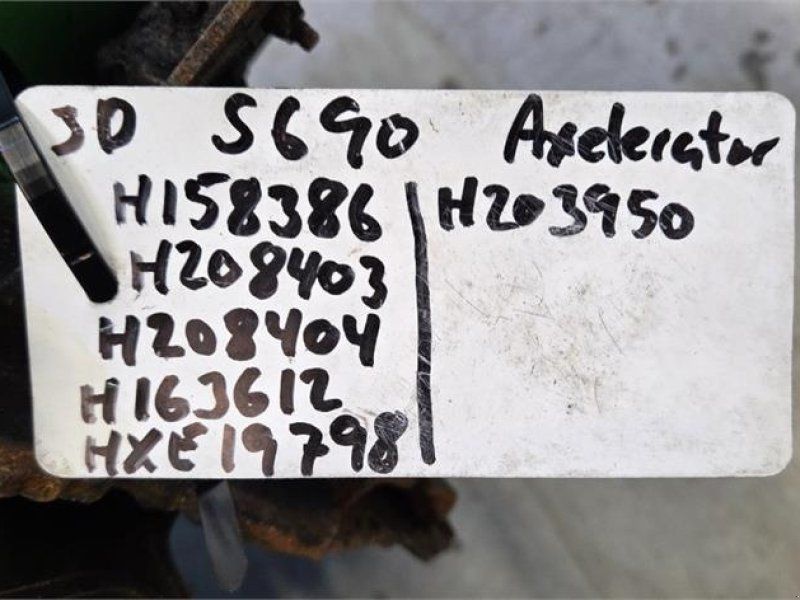 JD S690 Axelerator
H158386 | H203950
H208403
H208404
H163612
HXE19798